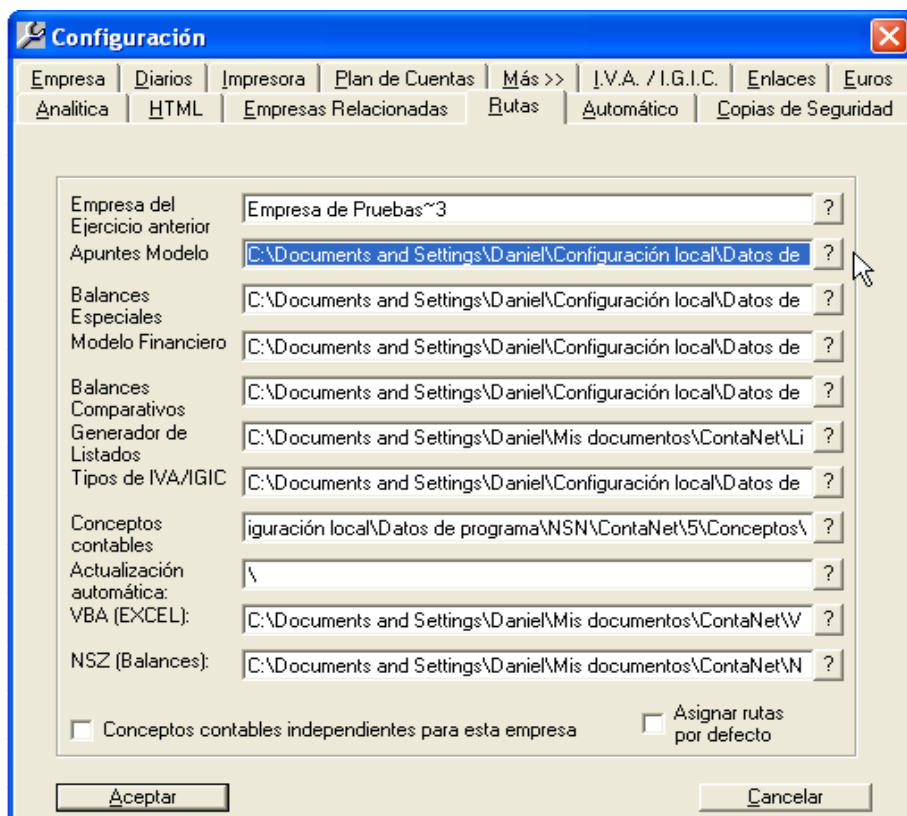 Configuración
Empresa Diarios Impresora Plan de Cuentas Más >> I.V.A. / I.G.I.C. Enlaces Euros
Analitica HTML Empresas Relacionadas Rutas Automático Copias de Seguridad
Empresa del
Ejercicio anterior
Empresa de Pruebas~3 ?
Apuntes Modelo C:\Documents and Settings\Daniel\Configuración local\Datos de ?
Balances
Especiales
C:\Documents and Settings\Daniel\Configuración local\Datos de ?
Modelo Financiero C:\Documents and Settings\Daniel\Configuración local\Datos de ?
Balances
Comparativos
C:\Documents and Settings\Daniel\Configuración local\Datos de ?
Generador de
Listados
C:\Documents and Settings\Daniel\Mis documentos\ContaNet\Li ?
Tipos de IVA/IGIC C:\Documents and Settings\Daniel\Configuración local\Datos de ?
Conceptos
contables
iguración local\Datos de programa\NSN\ContaNet\5\Conceptos\ ?
Actualización
automática:
\ ?
VBA (EXCEL): C:\Documents and Settings\Daniel\Mis documentos\ContaNet\V ?
NSZ (Balances): C:\Documents and Settings\Daniel\Mis documentos\ContaNet\N ?
Conceptos contables independientes para esta empresa
Asignar rutas
por defecto
Aceptar Cancelar